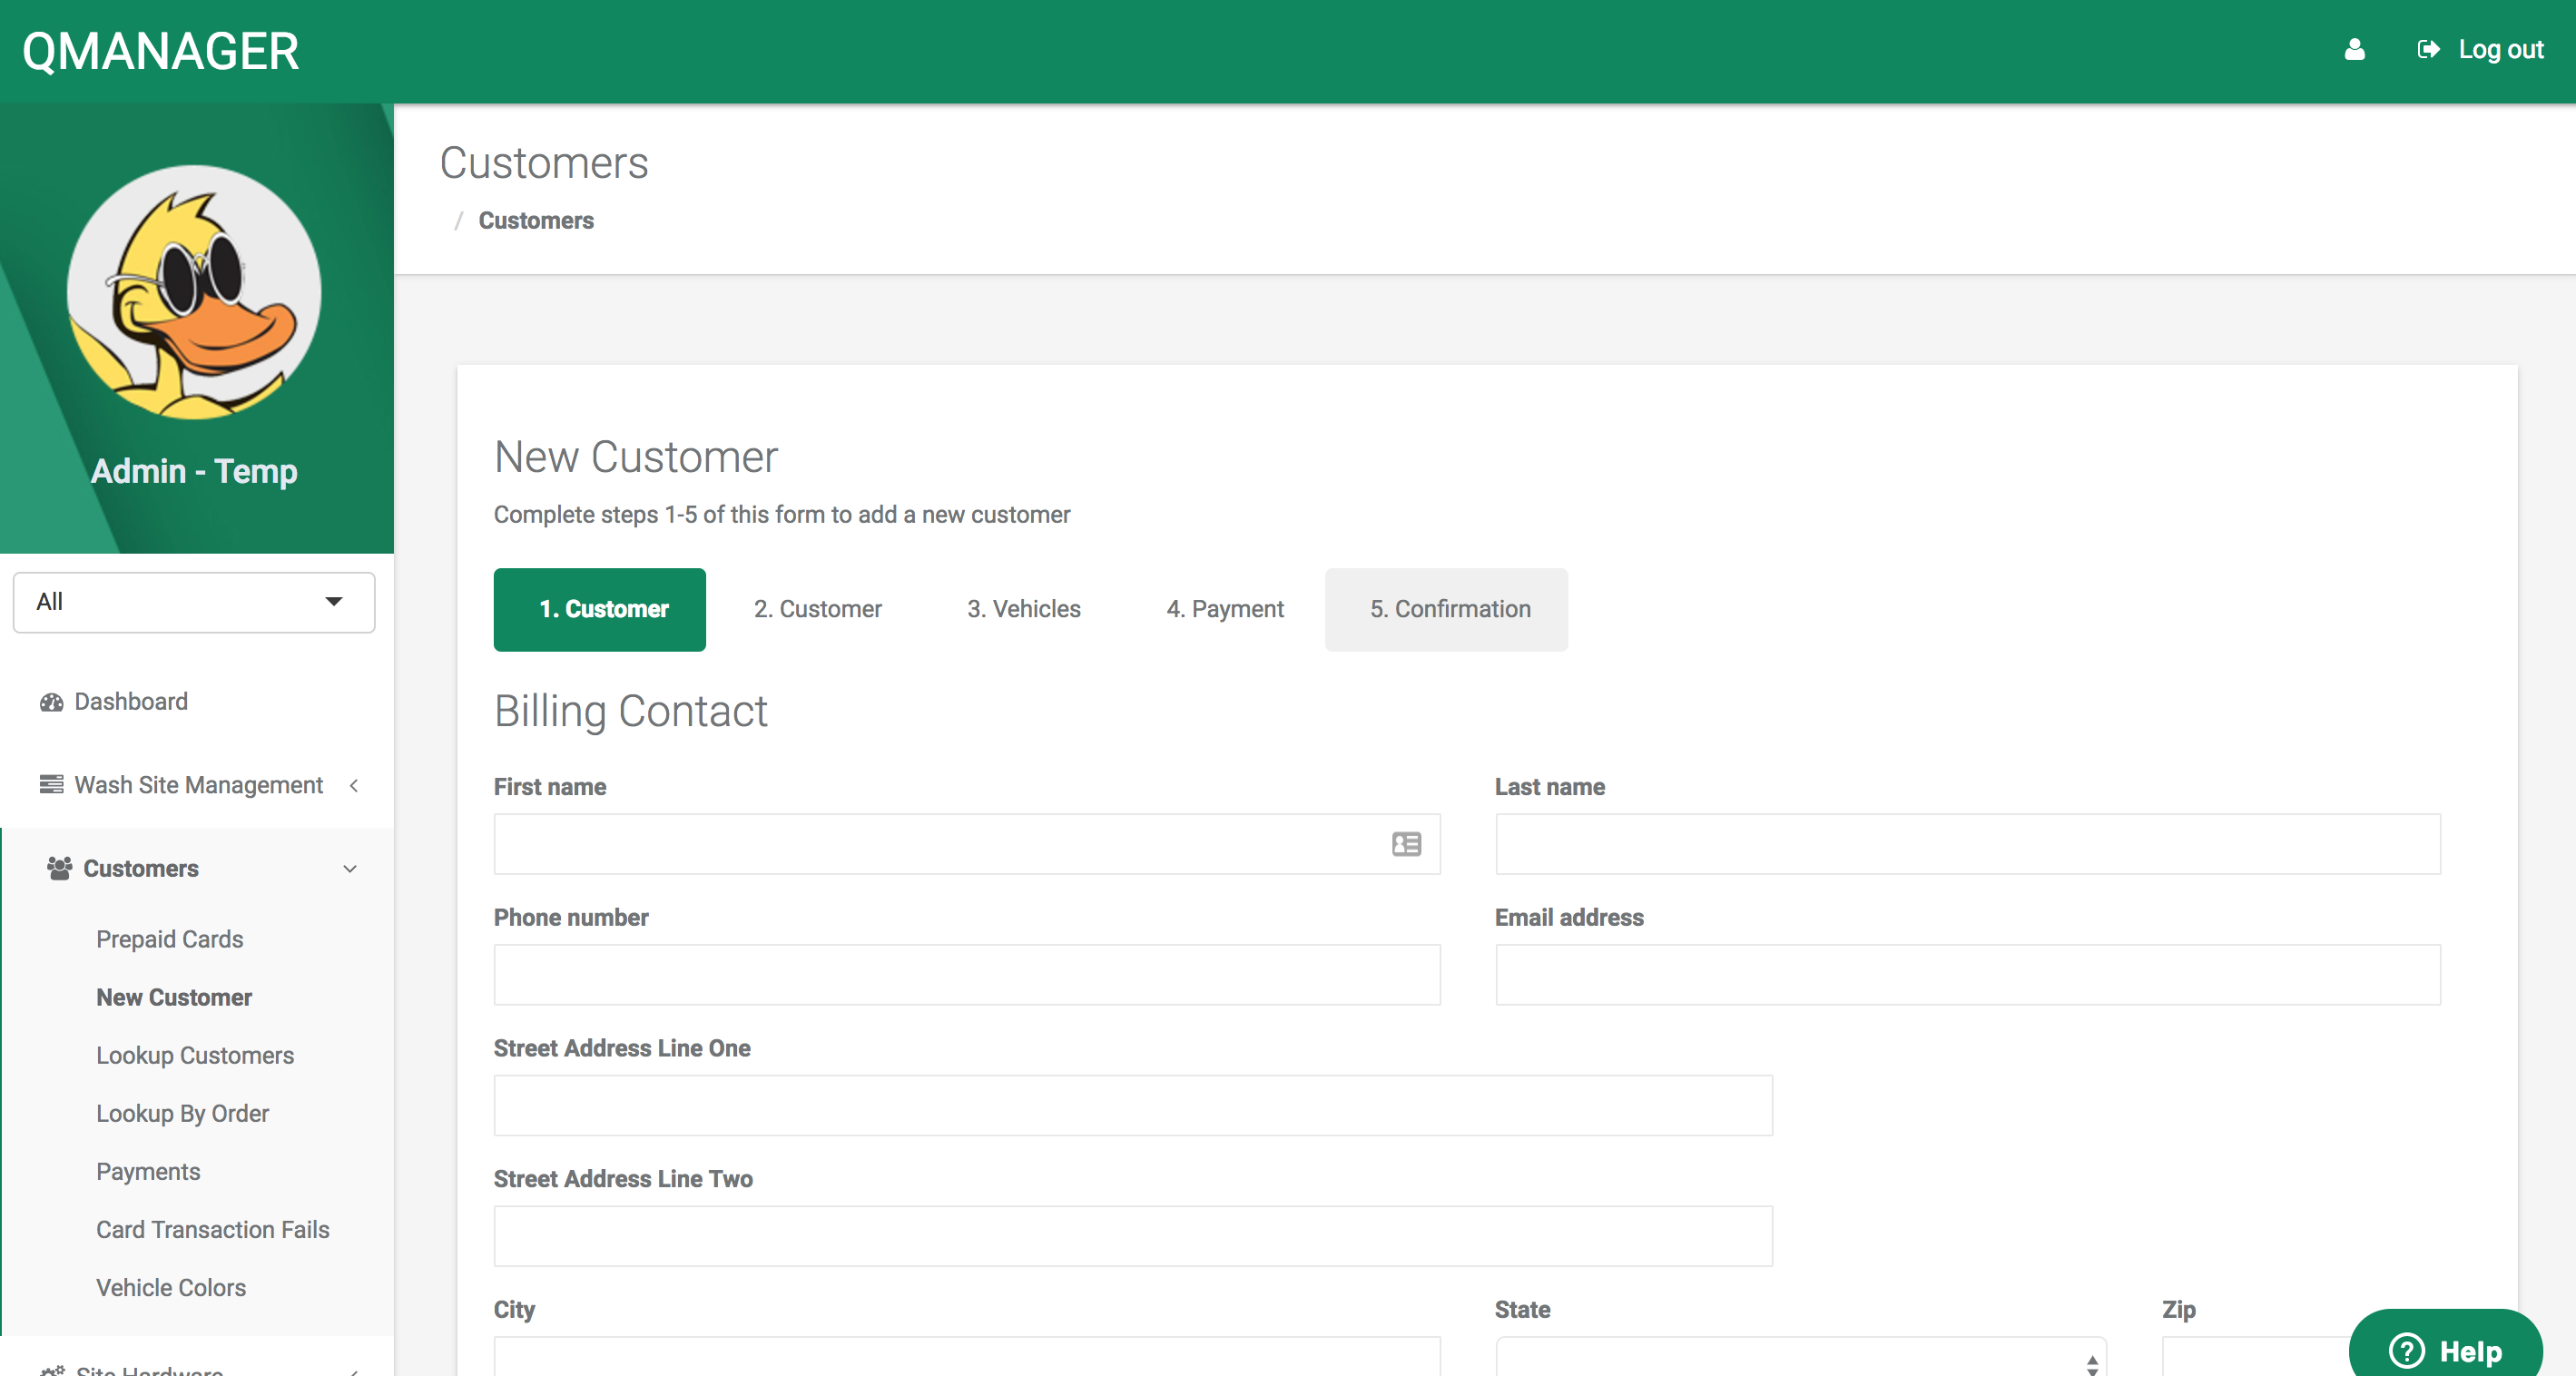 QMANAGER
Log out
Admin - Temp
All
Dashboard
Wash Site Management
Customers
Prepaid Cards
New Customer
Lookup Customers
Lookup By Order
Payments
Card Transaction Fails
Vehicle Colors
Site Hardware
Customers
/ Customers
New Customer
Complete steps 1-5 of this form to add a new customer
1. Customer 2. Customer 3. Vehicles 4. Payment 5. Confirmation
Billing Contact
First name Last name
Phone number Email address
Street Address Line One
Street Address Line Two
City State Zip
? Help